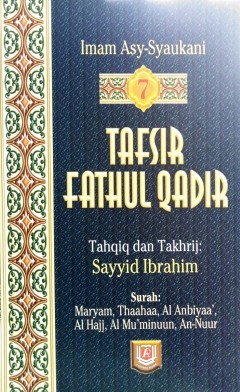 Imam Asy-Syaukani
7
TAFSIR
FATHUL QADIR
Tahqiq dan Takhrij:
Sayyid Ibrahim
Surah:
Maryam, Thaahaa, Al Anbiyaa',
Al Hajj, Al Mu'minuun, An-Nuur